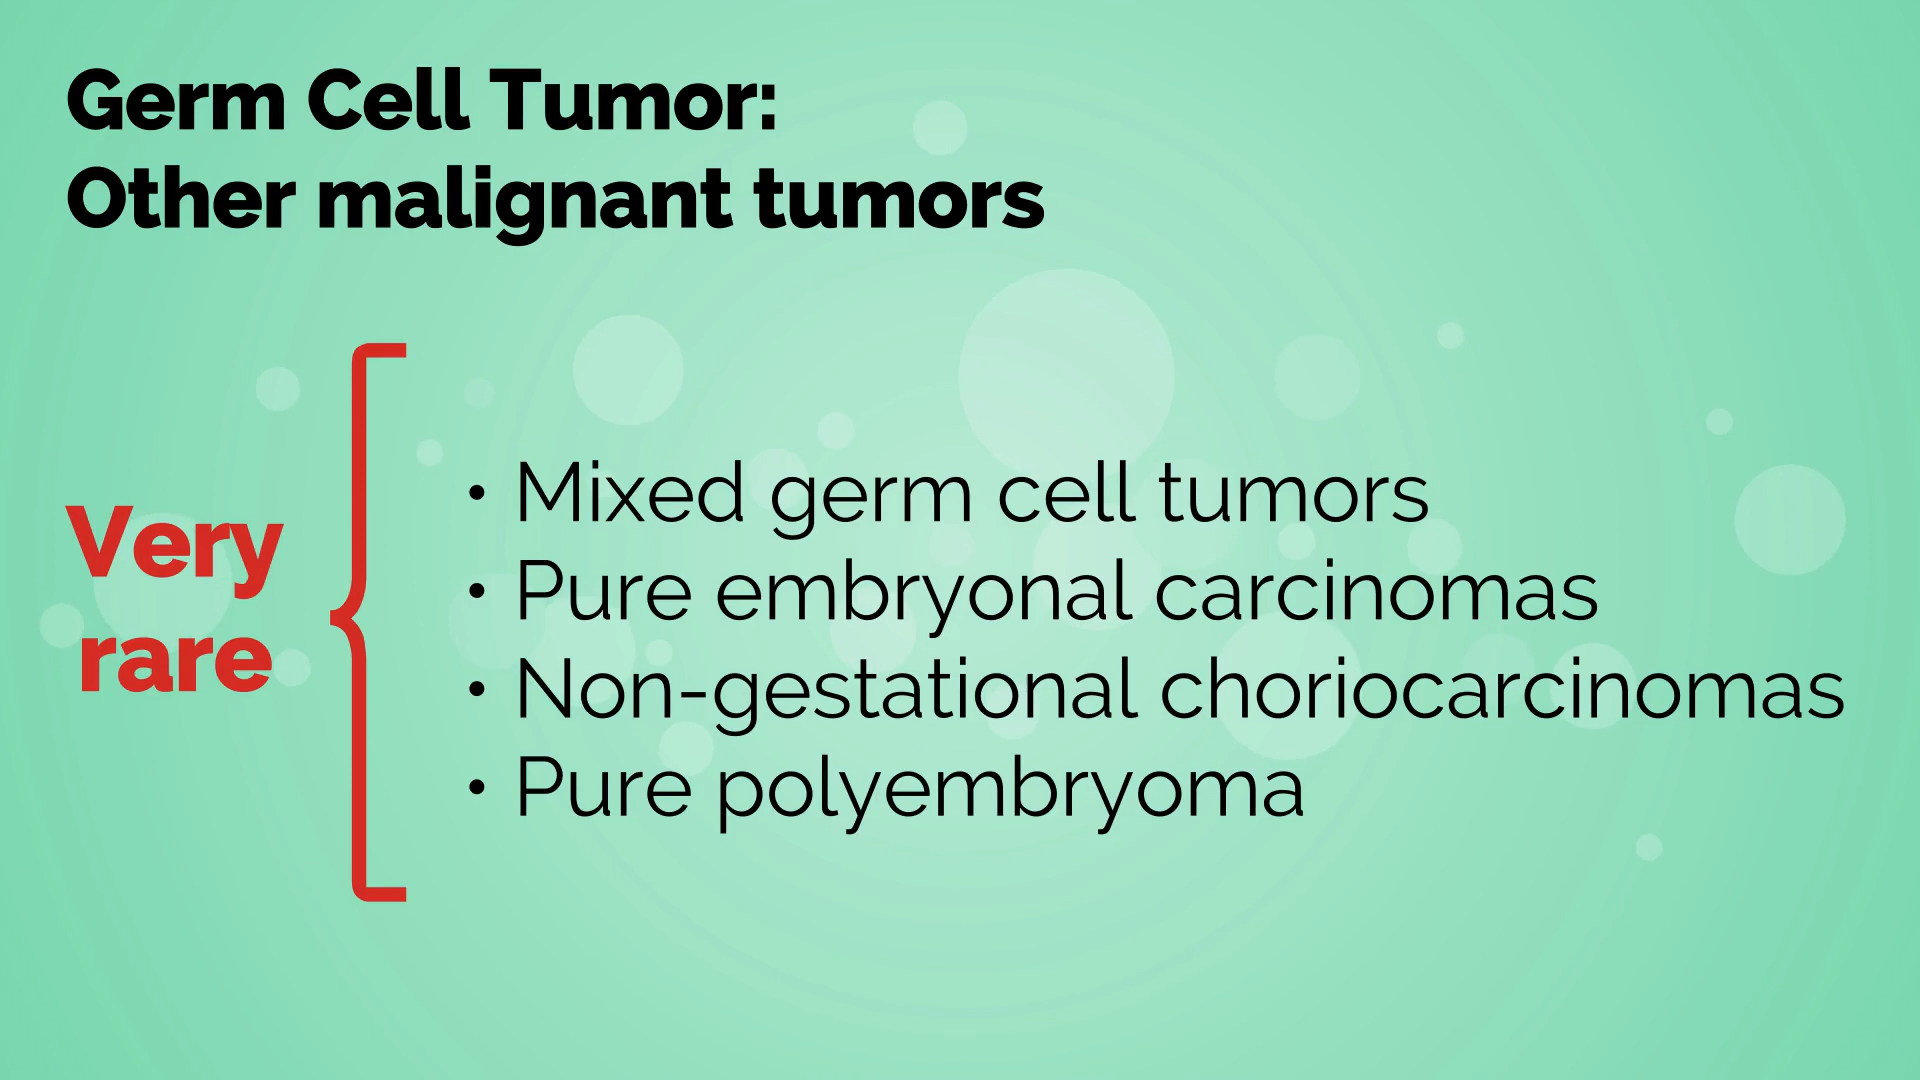 Germ Cell Tumor:
Other malignant tumors
Very
rare
• Mixed germ cell tumors
• Pure embryonal carcinomas
• Non-gestational choriocarcinomas
• Pure polyembryoma